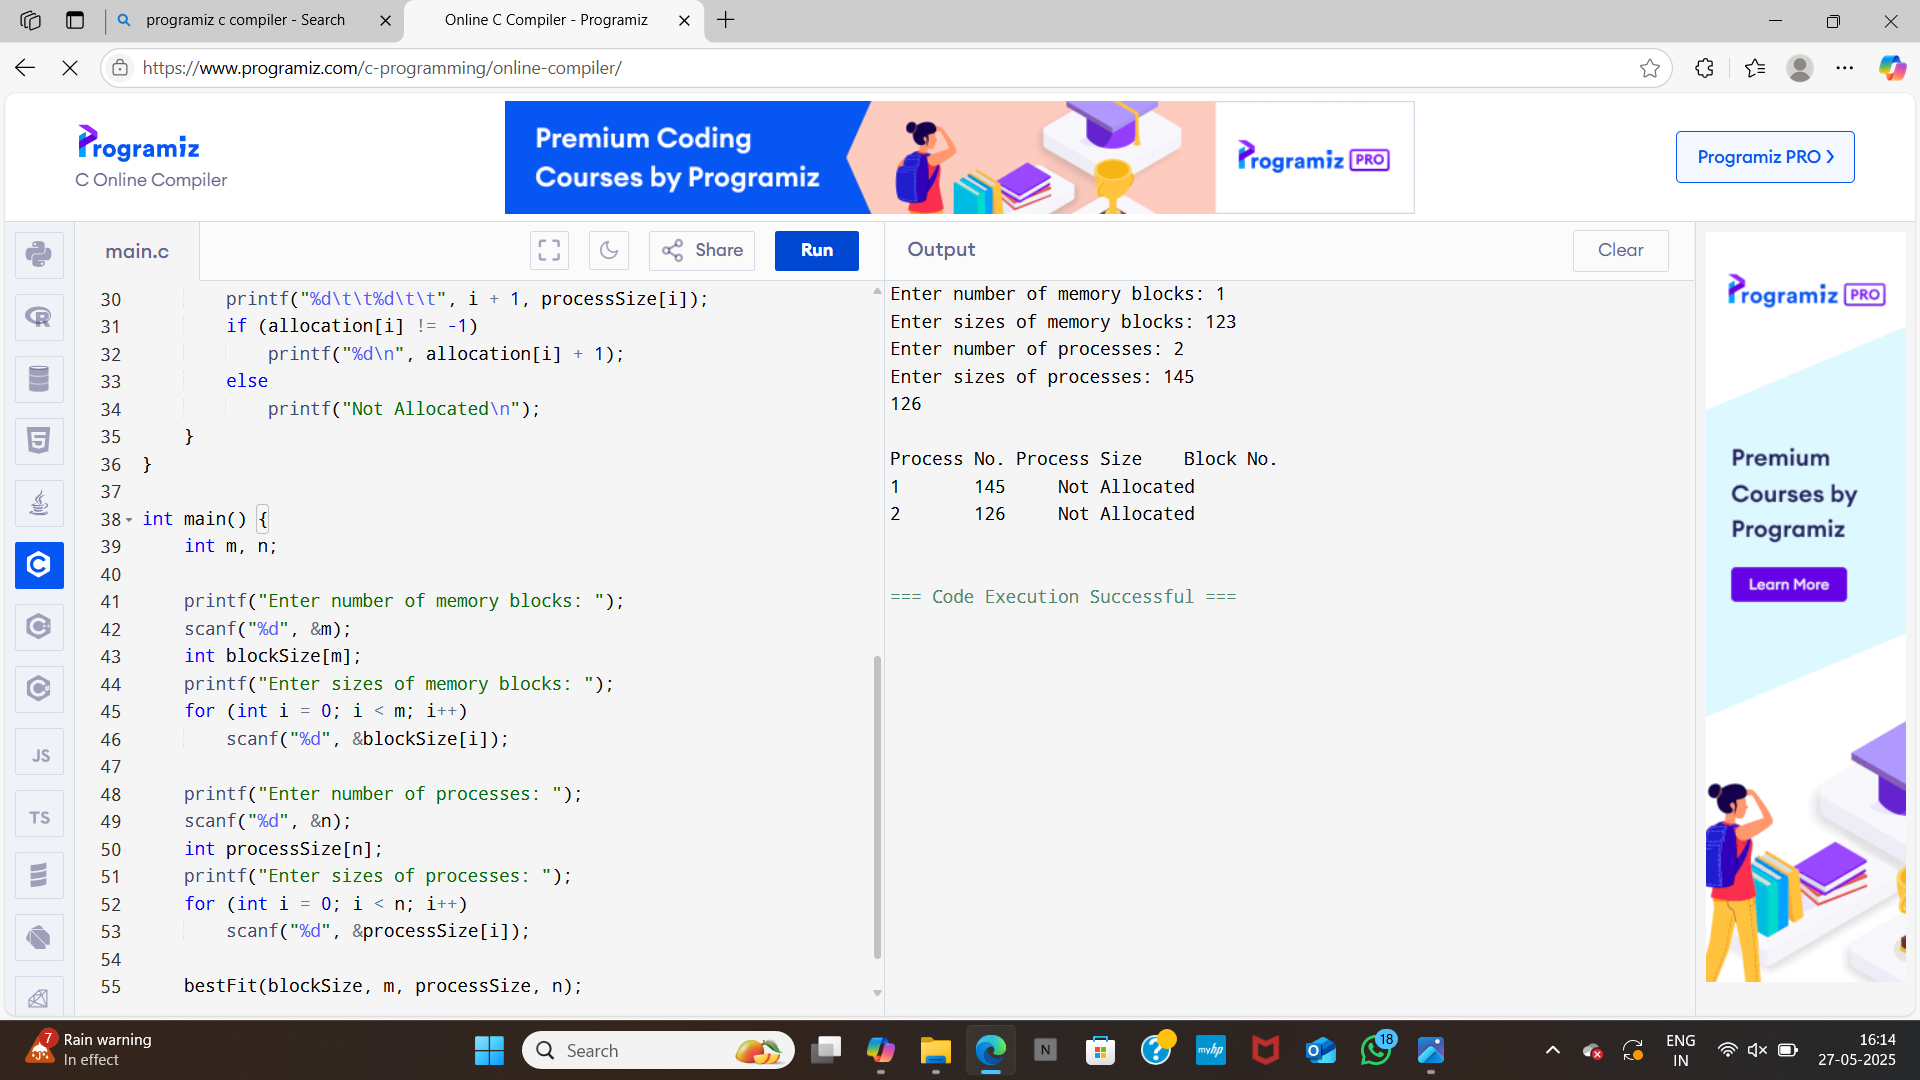 programiz c compiler - Search
Online C Compiler - Programiz
https://www.programiz.com/c-programming/online-compiler/
Programiz
C Online Compiler
Premium Coding
Courses by Programiz
Programiz PRO
Programiz PRO ❯
main.c
Share
Run
Output
Clear
30 printf("%d\t\t%d\t\t", i + 1, processSize[i]);
31 if (allocation[i] != -1)
32 printf("%d\n", allocation[i] + 1);
33 else
34 printf("Not Allocated\n");
35 }
36 }
37
38 int main() {
39 int m, n;
40
41 printf("Enter number of memory blocks: ");
42 scanf("%d", &m);
43 int blockSize[m];
44 printf("Enter sizes of memory blocks: ");
45 for (int i = 0; i < m; i++)
46 scanf("%d", &blockSize[i]);
47
48 printf("Enter number of processes: ");
49 scanf("%d", &n);
50 int processSize[n];
51 printf("Enter sizes of processes: ");
52 for (int i = 0; i < n; i++)
53 scanf("%d", &processSize[i]);
54
55 bestFit(blockSize, m, processSize, n);
JS
TS
Enter number of memory blocks: 1
Enter sizes of memory blocks: 123
Enter number of processes: 2
Enter sizes of processes: 145
126
Process No. Process Size Block No.
1 145 Not Allocated
2 126 Not Allocated
=== Code Execution Successful ===
Programiz PRO
Premium
Courses by
Programiz
Learn More
7
Rain warning
In effect
Search
N
myhp
18
ENG
IN
16:14
27-05-2025